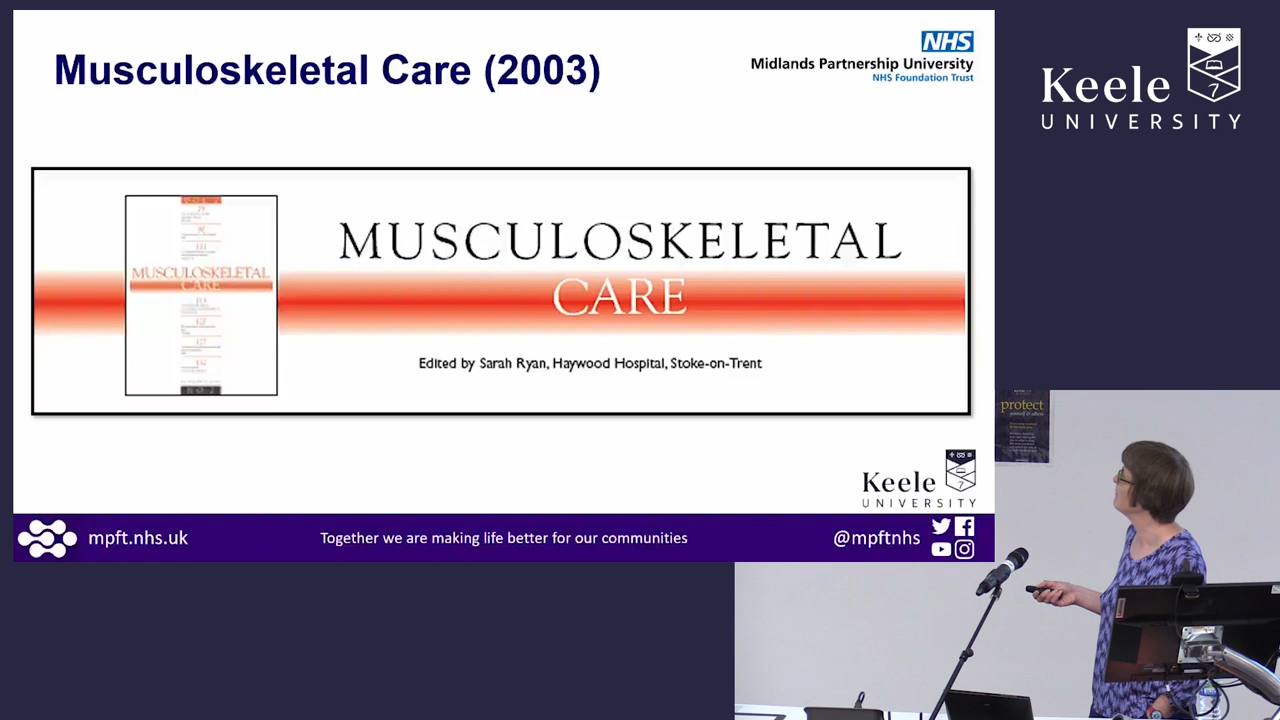 Musculoskeletal Care (2003)
NHS
Midlands Partnership University
NHS Foundation Trust
Keele
UNIVERSITY
MUSCULOSKELETAL
CARE
MUSCULOSKELETAL
CARE
Edited by Sarah Ryan, Haywood Hospital, Stoke-on-Trent
Keele
UNIVERSITY
mpft.nhs.uk
Together we are making life better for our communities
@mpftnhs
protect
yourself & others